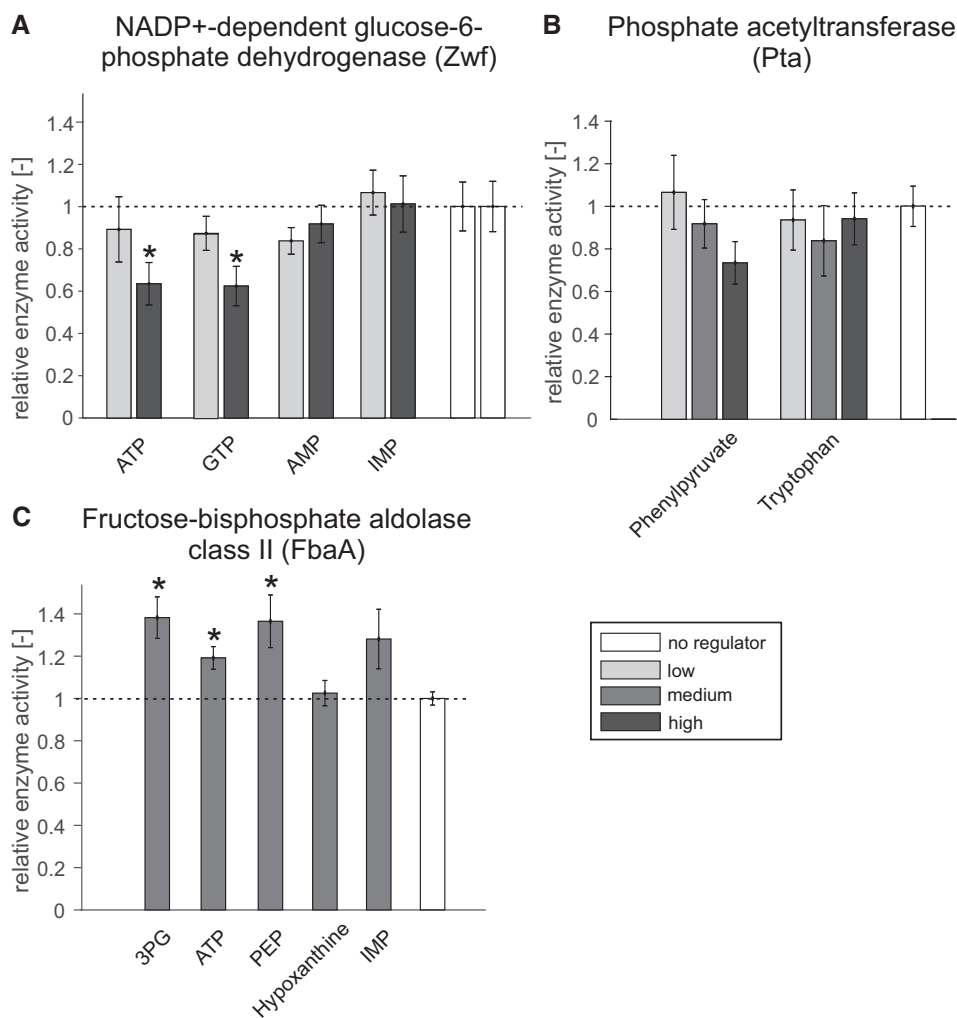 A
NADP+-dependent glucose-6-
phosphate dehydrogenase (Zwf)
relative enzyme activity [-]
1.4
1.2
1
0.8
0.6
0.4
0.2
0
*
*
ATP
GTP
AMP
IMP
B
Phosphate acetyltransferase
(Pta)
relative enzyme activity [-]
1.4
1.2
1
0.8
0.6
0.4
0.2
0
Phenylpyruvate
Tryptophan
C
Fructose-bisphosphate aldolase
class II (FbaA)
relative enzyme activity [-]
1.4
1.2
1
0.8
0.6
0.4
0.2
0
*
*
*
3PG
ATP
PEP
Hypoxanthine
IMP
no regulator
low
medium
high